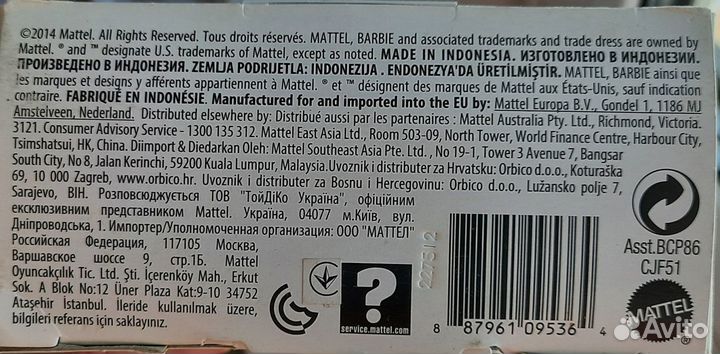 ©2014 Mattel. All Rights Reserved. Tous droits réservés. MATTEL, BARBIE and associated trademarks and trade dress are owned by
Mattel. ® and ™ designate U.S. trademarks of Mattel, except as noted. MADE IN INDONESIA. ИЗГОТОВЛЕНО В ИНДОНЕЗИИ.
ПРОИЗВЕДЕНО В ИНДОНЕЗИЯ. ZEMLJA PODRIJETLA: INDONEZIJA . ENDONEZYA'DA ÜRETİLMİŞTİR. MATTEL, BARBIE ainsi que
les marques et designs y afférents appartiennent à Mattel. ® et ™ désignent des marques de Mattel aux États-Unis, sauf indication
contraire. FABRIQUÉ EN INDONÉSIE. Manufactured for and imported into the EU by: Mattel Europa B.V., Gondel 1, 1186 MJ
Amstelveen, Nederland. Distributed elsewhere by: Distribué aussi par les partenaires : Mattel Australia Pty. Ltd., Richmond, Victoria.
3121. Consumer Advisory Service - 1300 135 312. Mattel East Asia Ltd., Room 503-09, North Tower, World Finance Centre, Harbour City,
Tsimshatsui, HK, China. Diimport & Diedarkan Oleh: Mattel Southeast Asia Pte. Ltd., , No 19-1, Tower 3 Avenue 7, Bangsar
South City, No 8, Jalan Kerinchi, 59200 Kuala Lumpur, Malaysia. Uvoznik i distributer za Hrvatsku: Orbico d.o.o., Koturaška
69, 10 000 Zagreb, www.orbico.hr. Uvoznik i distributer za Bosnu i Hercegovinu: Orbico d.o.o., Lužansko polje 7,
Sarajevo, BIH. Розповсюджується ТОВ "ТойДіКо Україна", офіційним
ексклюзивним представником Mattel. Україна, 04077 м.Київ, вул.
Дніпроводська, 1. Импортер/Уполномоченная организация: ООО "МАТТЕЛ"
Российская Федерация, 117105 Москва,
Варшавское шоссе 9, стр.1Б. Mattel
Oyuncakçılık Tic. Ltd. Şti. İçerenköy Mah., Erkut
Sok. A Blok No:12 Üner Plaza Kat:9-10 34752
Ataşehir İstanbul. İleride kullanılmak üzere,
bilgileri referans için saklayınız.
?
service.mattel.com
22751 2
8 87961 09536 4
Asst.BCP86
CJF51
MATTEL
®
Avito